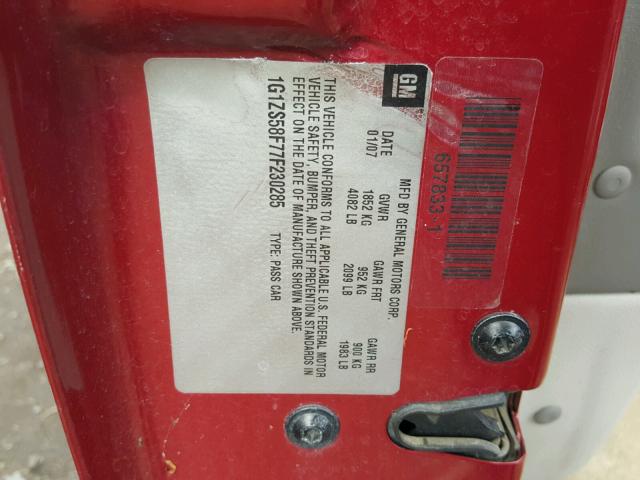 657833-1
GM
MFD BY GENERAL MOTORS CORP.
DATE GVWR GAWR FRT GAWR RR
01/07 1852 KG 952 KG 900 KG
4082 LB 2099 LB 1983 LB
THIS VEHICLE CONFORMS TO ALL APPLICABLE U.S. FEDERAL MOTOR
VEHICLE SAFETY, BUMPER, AND THEFT PREVENTION STANDARDS IN
EFFECT ON THE DATE OF MANUFACTURE SHOWN ABOVE.
1G1ZS58F77F230285 TYPE: PASS CAR